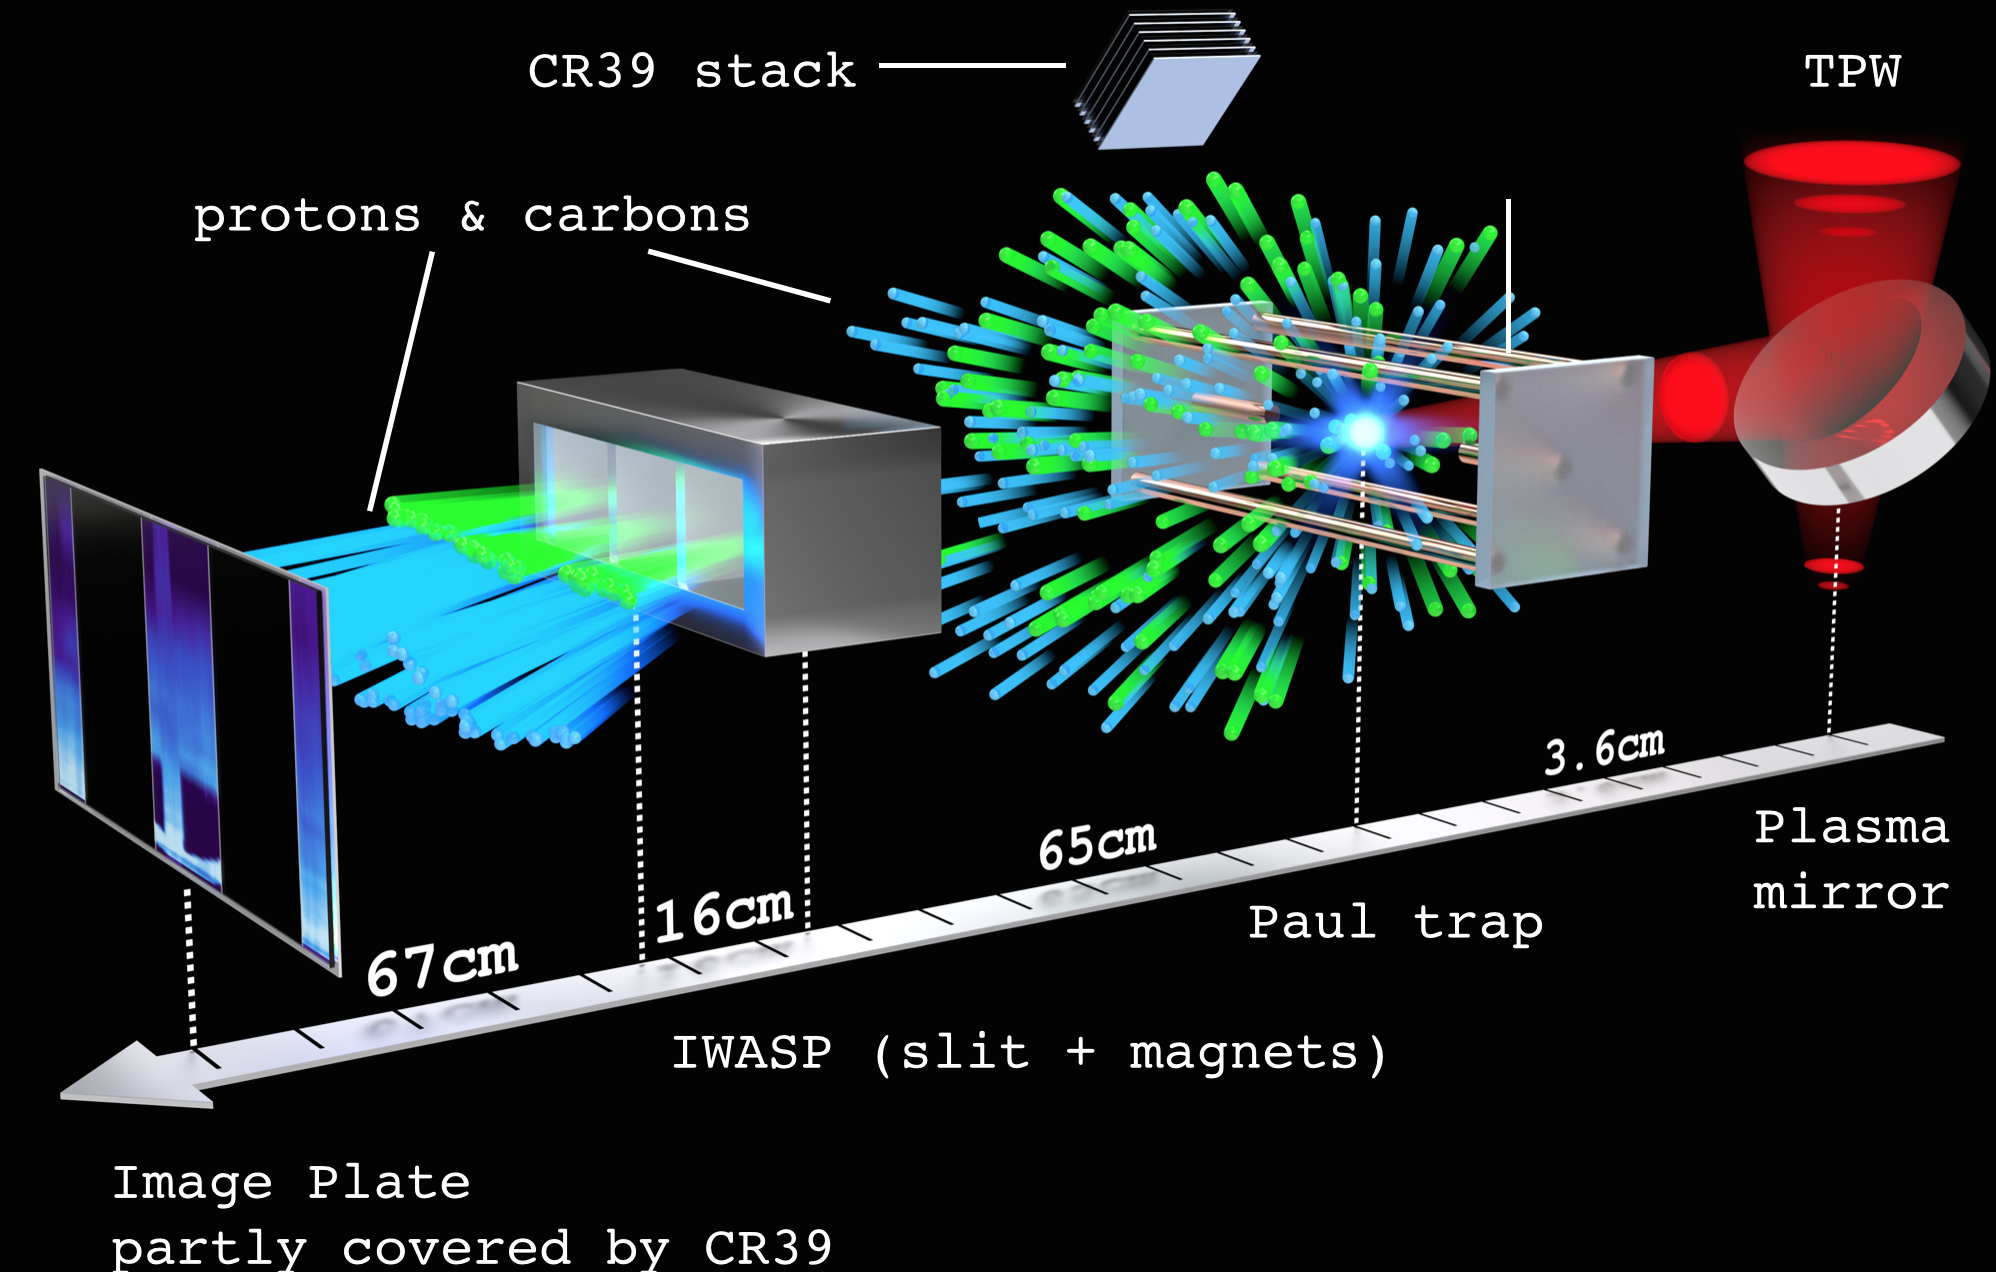 CR39 stack
TPW
protons & carbons
3.6cm
65cm
16cm
67cm
Plasma
mirror
Paul trap
IWASP (slit + magnets)
Image Plate
partly covered by CR39